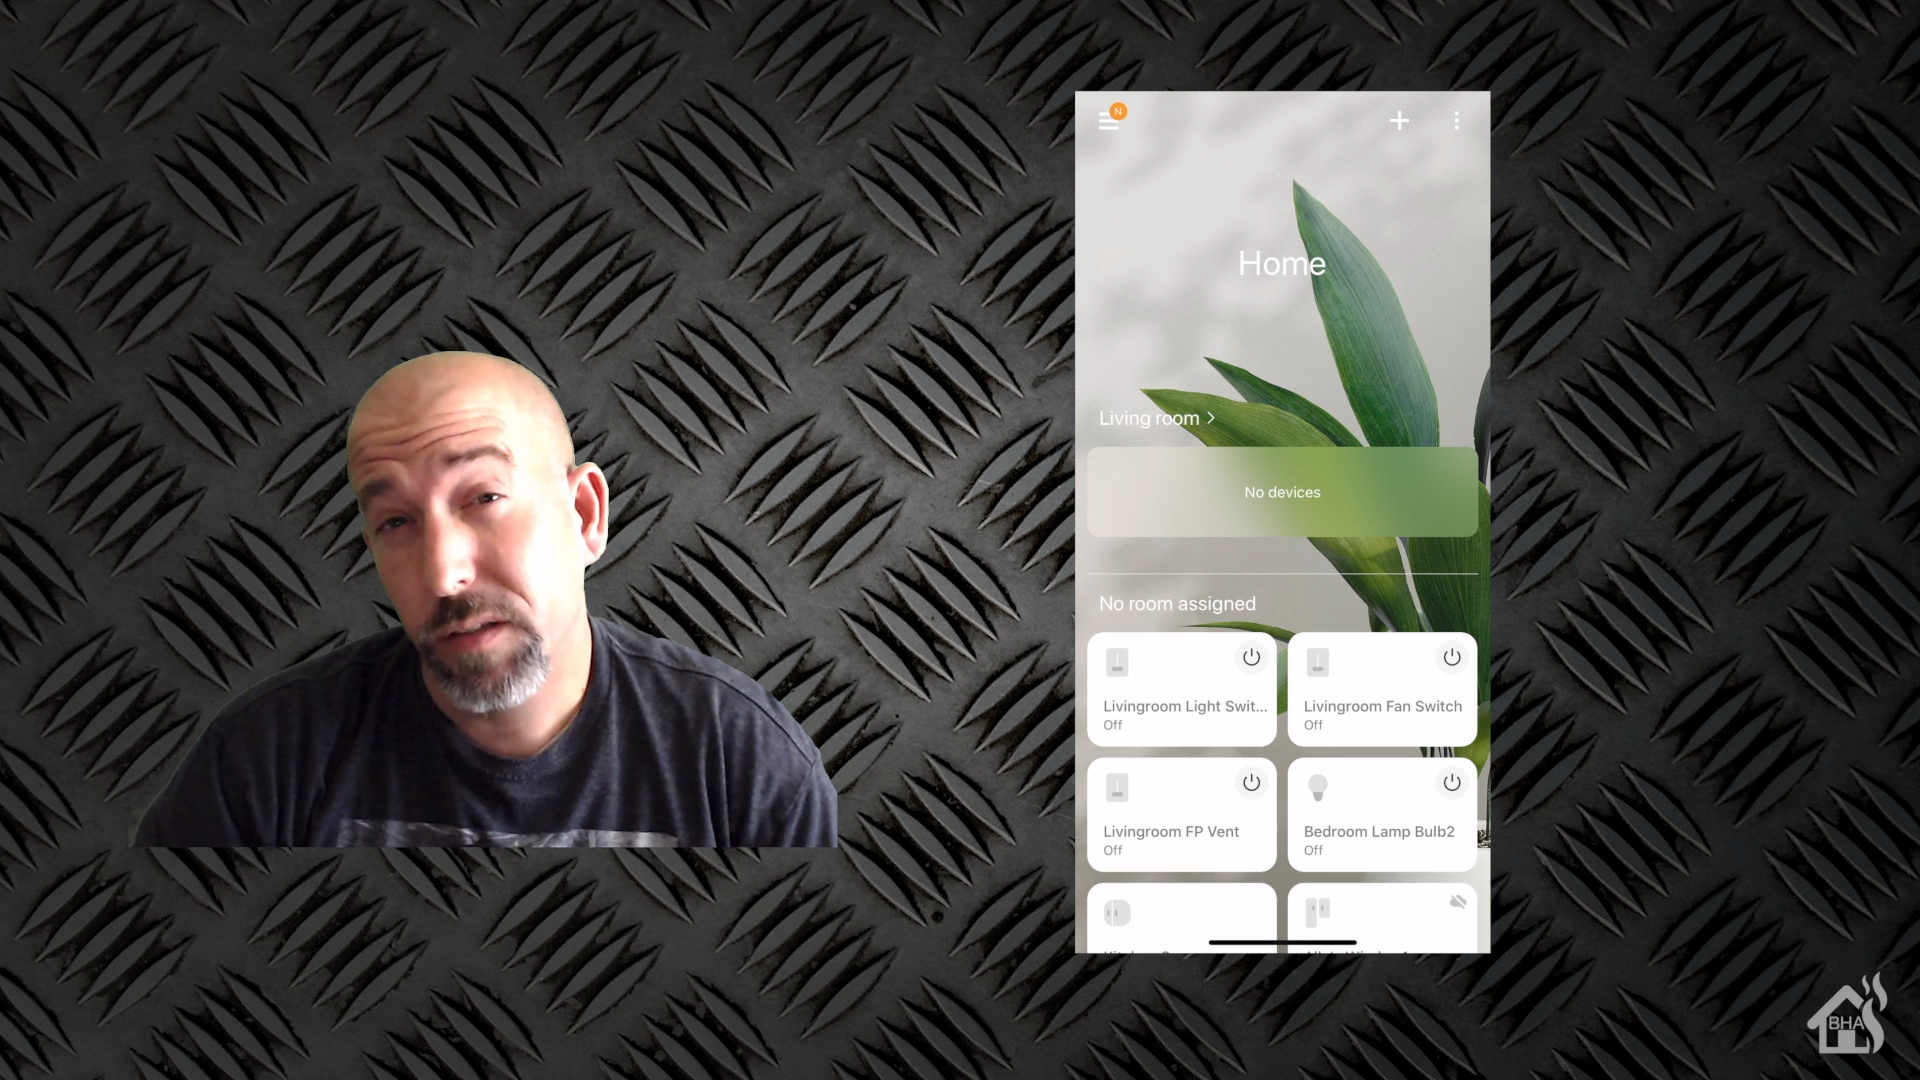 N
Home
Living room
No devices
No room assigned
Livingroom Light Swit...
Off
Livingroom Fan Switch
Off
Livingroom FP Vent
Off
Bedroom Lamp Bulb2
Off
BHA